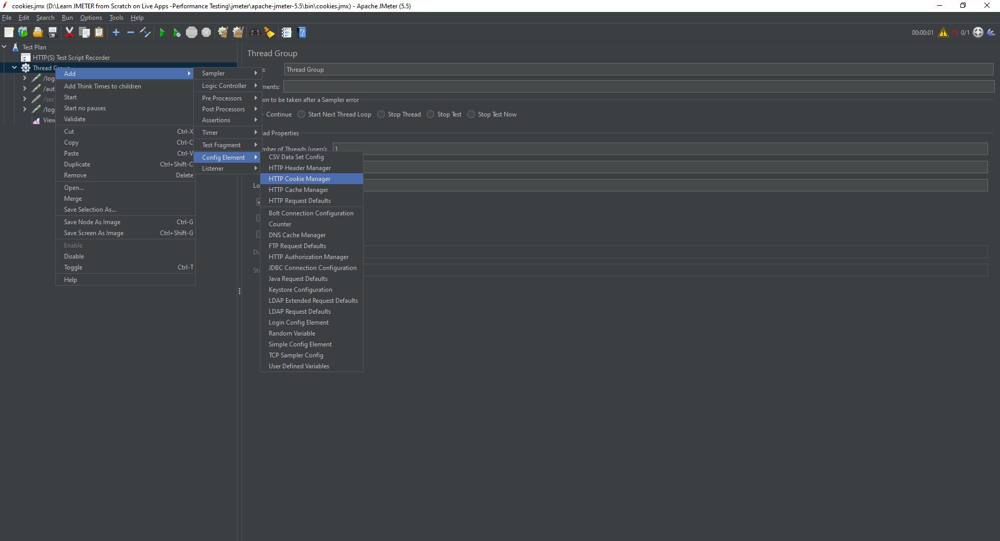 cookies.jmx (D:\Learn JMETER from Scratch on Live Apps -Performance Testing\jmeter\apache-jmeter-5.5\bin\cookies.jmx) - Apache JMeter (5.5)
File Edit Search Run Options Tools Help
00:00:01 15 0/1
Test Plan
HTTP(S) Test Script Recorder
Thread
/log
/aut
/sec
/log
View
Add
Add Think Times to children
Start
Start no pauses
Validate
Cut Ctrl-X
Copy Ctrl-C
Paste Ctrl-V
Duplicate Ctrl+Shift-C
Remove Delete
Open...
Merge
Save Selection As...
Save Node As Image Ctrl-G
Save Screen As Image Ctrl+Shift-G
Enable
Disable
Toggle Ctrl-T
Help
Sampler
Logic Controller
Pre Processors
Post Processors
Assertions
Timer
Test Fragment
Config Element
Listener
CSV Data Set Config
HTTP Header Manager
HTTP Cookie Manager
HTTP Cache Manager
HTTP Request Defaults
Bolt Connection Configuration
Counter
DNS Cache Manager
FTP Request Defaults
HTTP Authorization Manager
JDBC Connection Configuration
Java Request Defaults
Keystore Configuration
LDAP Extended Request Defaults
LDAP Request Defaults
Login Config Element
Random Variable
Simple Config Element
TCP Sampler Config
User Defined Variables
Thread Group
e: Thread Group
ments:
on to be taken after a Sampler error
Continue Start Next Thread Loop Stop Thread Stop Test Stop Test Now
ad Properties
mber of Threads (users): 1
Lo
Du
Sta